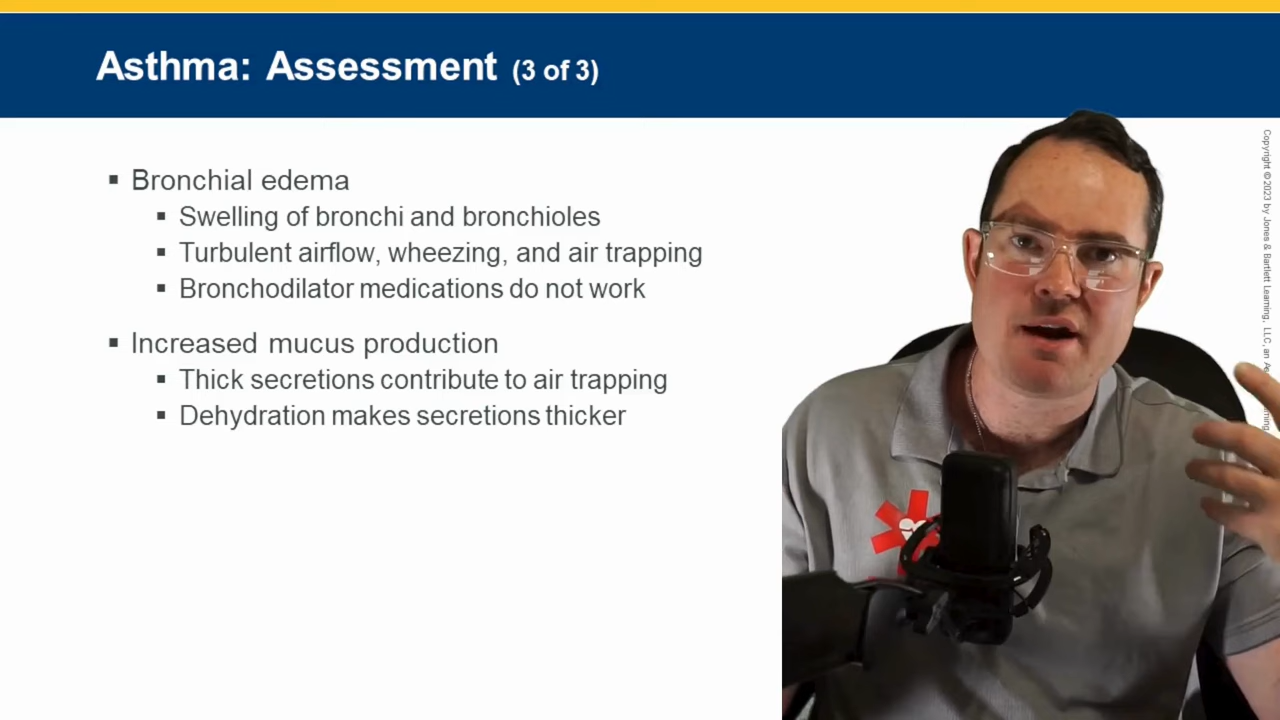 Asthma: Assessment (3 of 3)
▪ Bronchial edema
▪ Swelling of bronchi and bronchioles
▪ Turbulent airflow, wheezing, and air trapping
▪ Bronchodilator medications do not work
▪ Increased mucus production
▪ Thick secretions contribute to air trapping
▪ Dehydration makes secretions thicker
Copyright ©2023 by Jones & Bartlett Learning, LLC, an